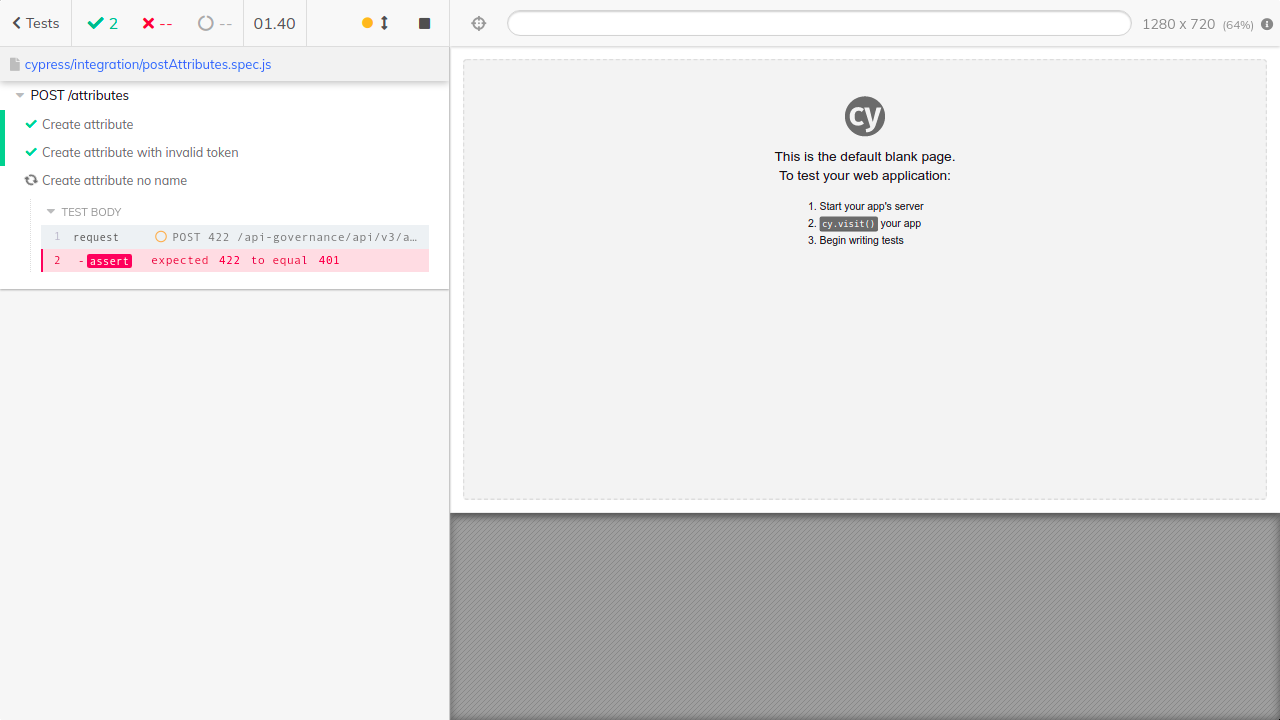 Tests
2
--
--
01.40
1280 x 720 (64%)
cypress/integration/postAttributes.spec.js
POST /attributes
Create attribute
Create attribute with invalid token
Create attribute no name
TEST BODY
1 request POST 422 /api-governance/api/v3/a…
2 -assert expected 422 to equal 401
cy
This is the default blank page.
To test your web application:
1. Start your app's server
2. cy.visit() your app
3. Begin writing tests